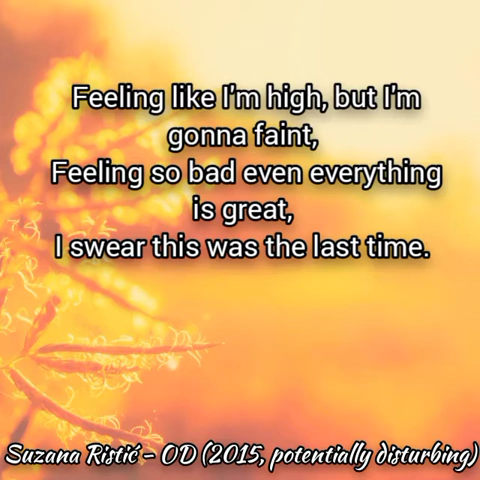 Feeling like I'm high, but I'm
gonna faint,
Feeling so bad even everything
is great,
I swear this was the last time.
Suzana Ristić - OD (2015, potentially disturbing)